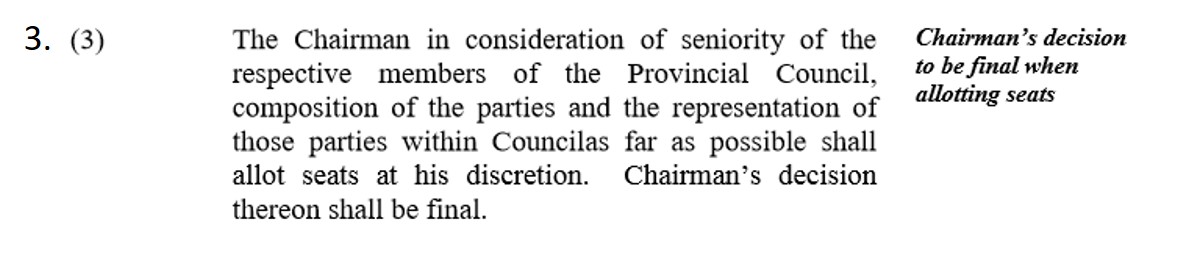 3. (3)
The Chairman in consideration of seniority of the
respective members of the Provincial Council,
composition of the parties and the representation of
those parties within Councilas far as possible shall
allot seats at his discretion. Chairman’s decision
thereon shall be final.
Chairman’s decision
to be final when
allotting seats